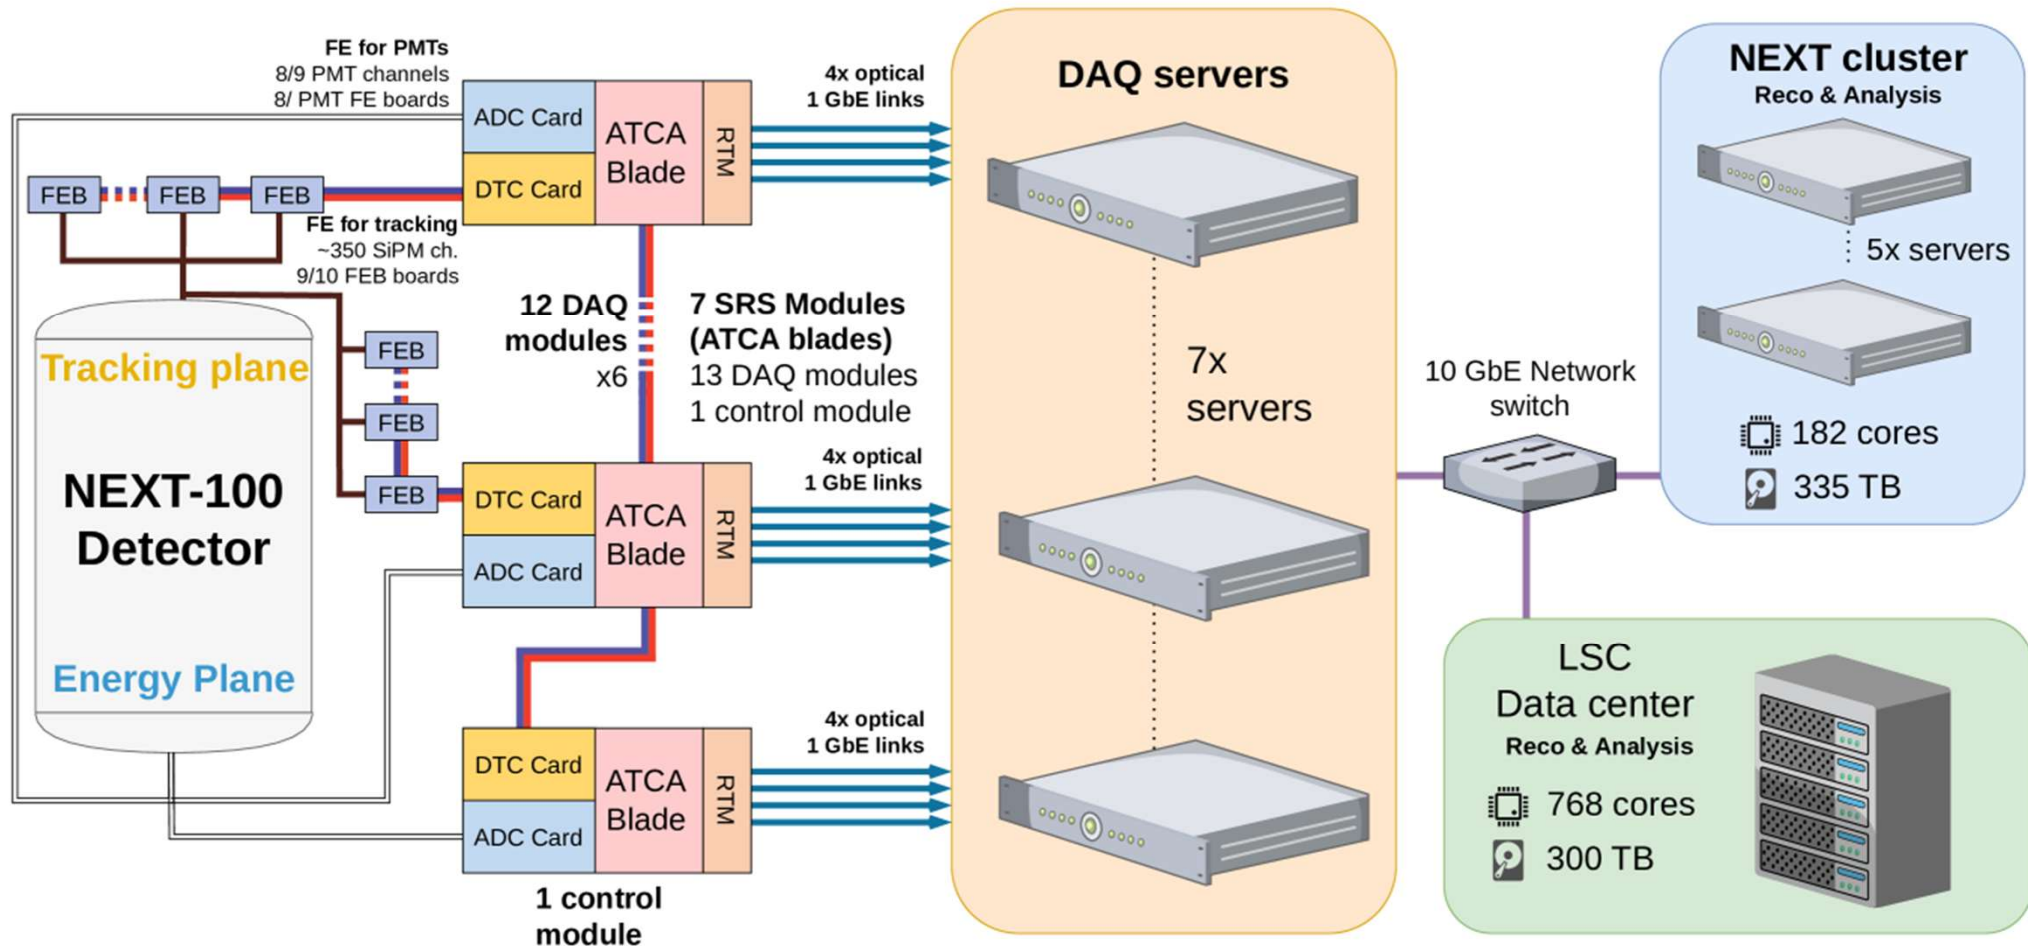 FE for PMTs
8/9 PMT channels
8/ PMT FE boards
ADC Card
DTC Card
ATCA
Blade
RTM
4x optical
1 GbE links
FEB
FEB
FEB
FE for tracking
~350 SiPM ch.
9/10 FEB boards
Tracking plane
NEXT-100
Detector
Energy Plane
FEB
FEB
FEB
12 DAQ
modules
x6
7 SRS Modules
(ATCA blades)
13 DAQ modules
1 control module
DTC Card
ADC Card
ATCA
Blade
RTM
4x optical
1 GbE links
DTC Card
ADC Card
ATCA
Blade
RTM
4x optical
1 GbE links
1 control
module
DAQ servers
7x
servers
10 GbE Network
switch
NEXT cluster
Reco & Analysis
5x servers
182 cores
335 TB
LSC
Data center
Reco & Analysis
768 cores
300 TB